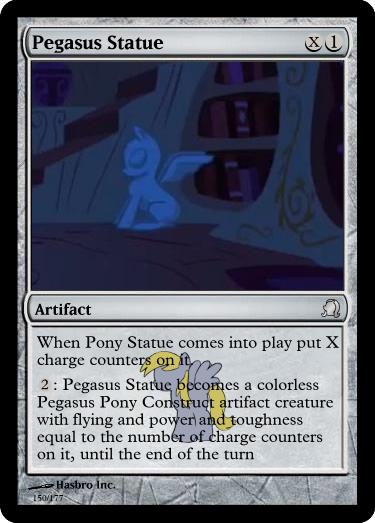 Pegasus Statue X 1
Artifact
When Pony Statue comes into play put X
charge counters on it
2 : Pegasus Statue becomes a colorless
Pegasus Pony Construct artifact creature
with flying and power and toughness
equal to the number of charge counters
on it, until the end of the turn
Hasbro Inc.
150/177